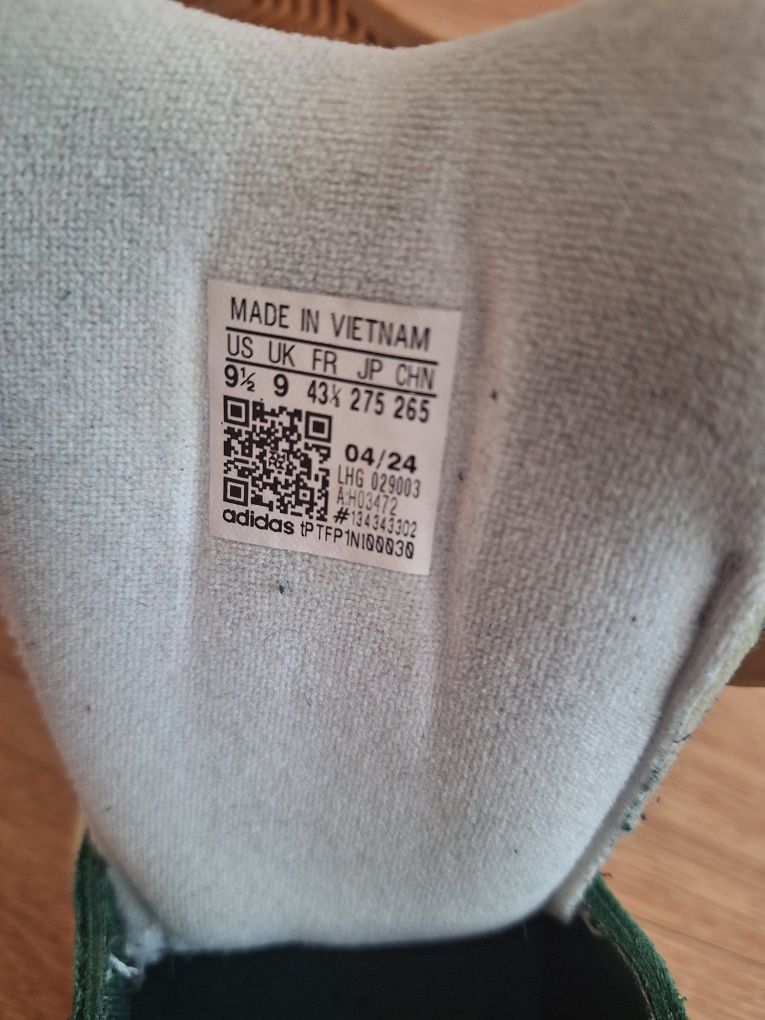 MADE IN VIETNAM
US UK FR JP CHN
9½ 9 43⅓ 275 265
04/24
LHG 029003
A:H03472
#134343302
adidas tPTFP1NI00030